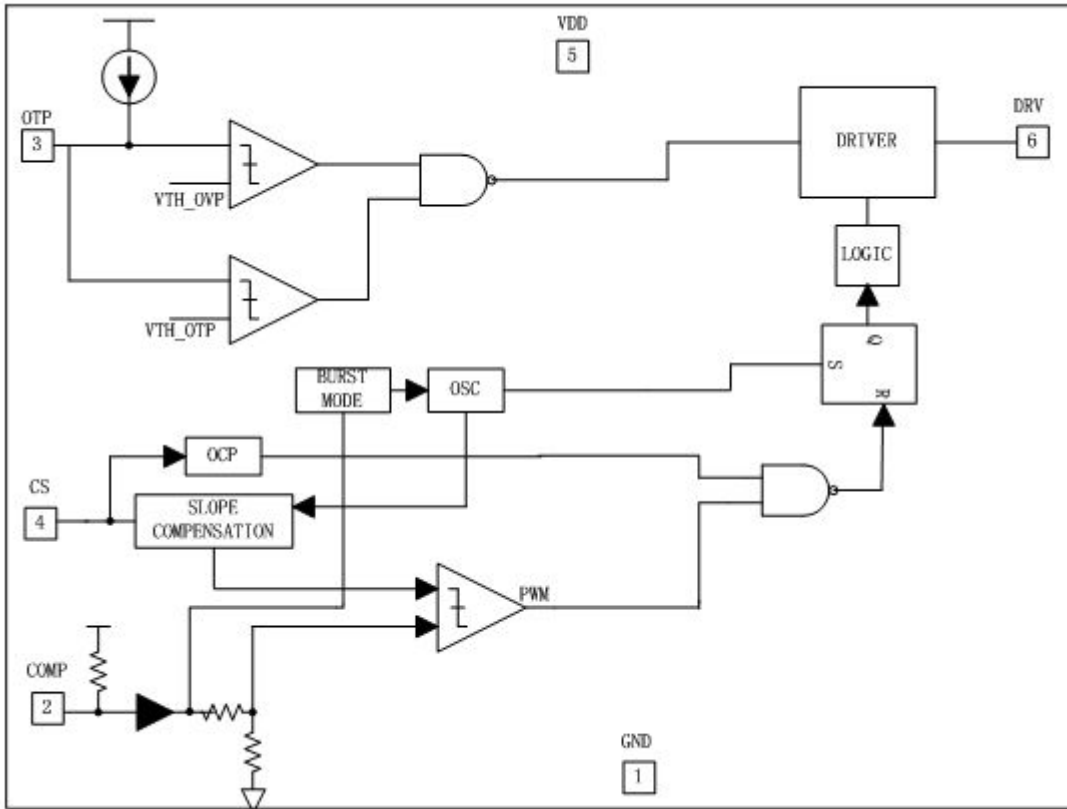 VDD
5
OTP
3
VTH_OVP
VTH_OTP
DRIVER
DRV
6
LOGIC
Q
S
R
BURST
MODE
OSC
OCP
CS
4
SLOPE
COMPENSATION
PWM
COMP
2
GND
1